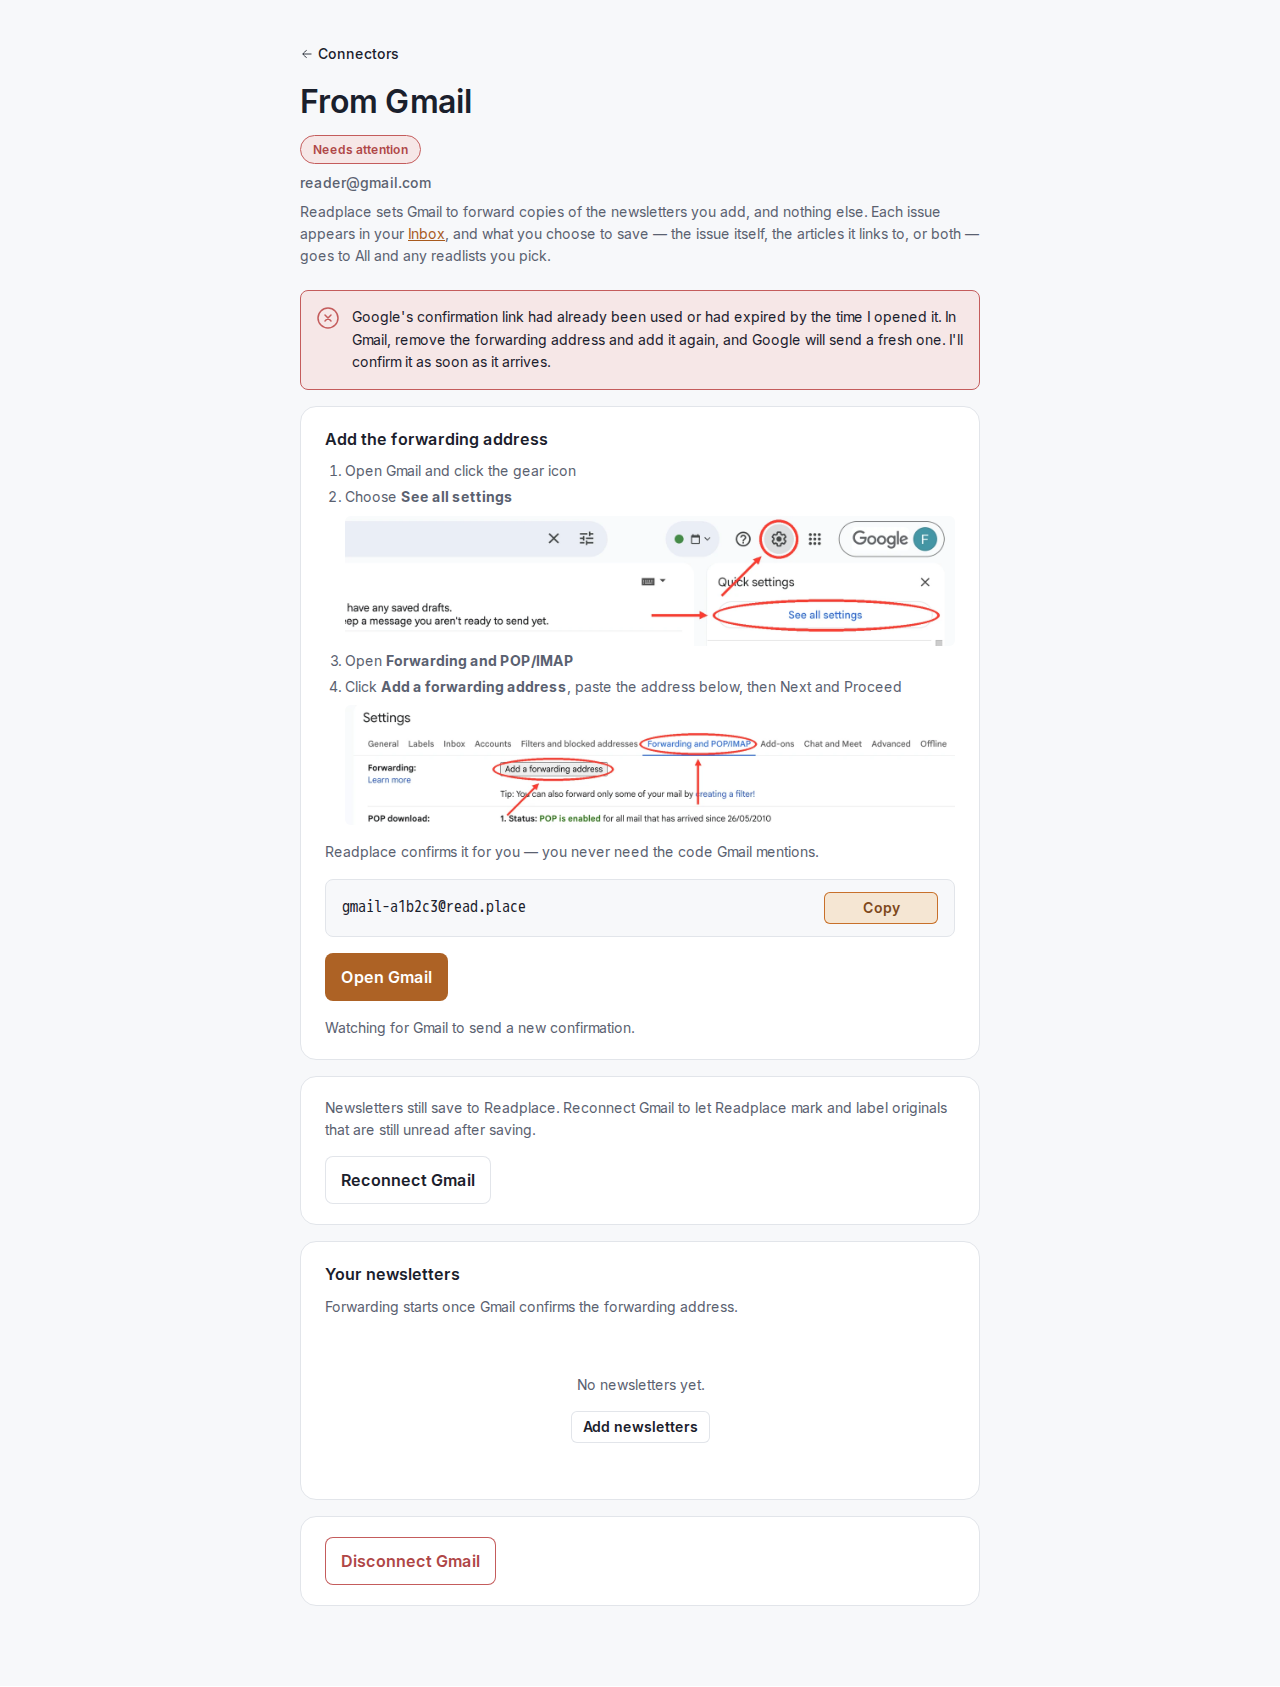 ← Connectors
From Gmail
Needs attention
reader@gmail.com
Readplace sets Gmail to forward copies of the newsletters you add, and nothing else. Each issue
appears in your Inbox, and what you choose to save — the issue itself, the articles it links to, or both —
goes to All and any readlists you pick.
Google's confirmation link had already been used or had expired by the time I opened it. In
Gmail, remove the forwarding address and add it again, and Google will send a fresh one. I'll
confirm it as soon as it arrives.
Add the forwarding address
1. Open Gmail and click the gear icon
2. Choose See all settings
Google F
Quick settings
have any saved drafts.
See all settings
ep a message you aren't ready to send yet.
3. Open Forwarding and POP/IMAP
4. Click Add a forwarding address, paste the address below, then Next and Proceed
Settings
General Labels Inbox Accounts Filters and blocked addresses Forwarding and POP/IMAP Add-ons Chat and Meet Advanced Offline
Forwarding: Add a forwarding address
Learn more
Tip: You can also forward only some of your mail by creating a filter!
POP download: 1. Status: POP is enabled for all mail that has arrived since 26/05/2010
Readplace confirms it for you — you never need the code Gmail mentions.
gmail-a1b2c3@read.place Copy
Open Gmail
Watching for Gmail to send a new confirmation.
Newsletters still save to Readplace. Reconnect Gmail to let Readplace mark and label originals
that are still unread after saving.
Reconnect Gmail
Your newsletters
Forwarding starts once Gmail confirms the forwarding address.
No newsletters yet.
Add newsletters
Disconnect Gmail